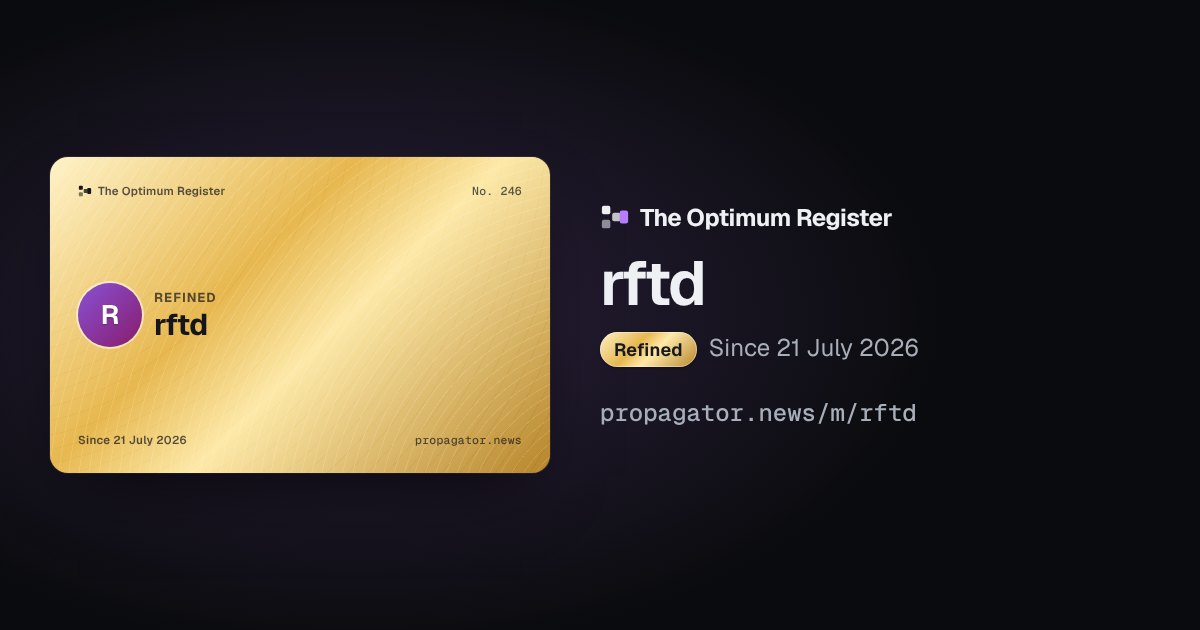 The Optimum Register
No. 246
R
REFINED
rftd
Since 21 July 2026
propagator.news
The Optimum Register
rftd
Refined
Since 21 July 2026
propagator.news/m/rftd